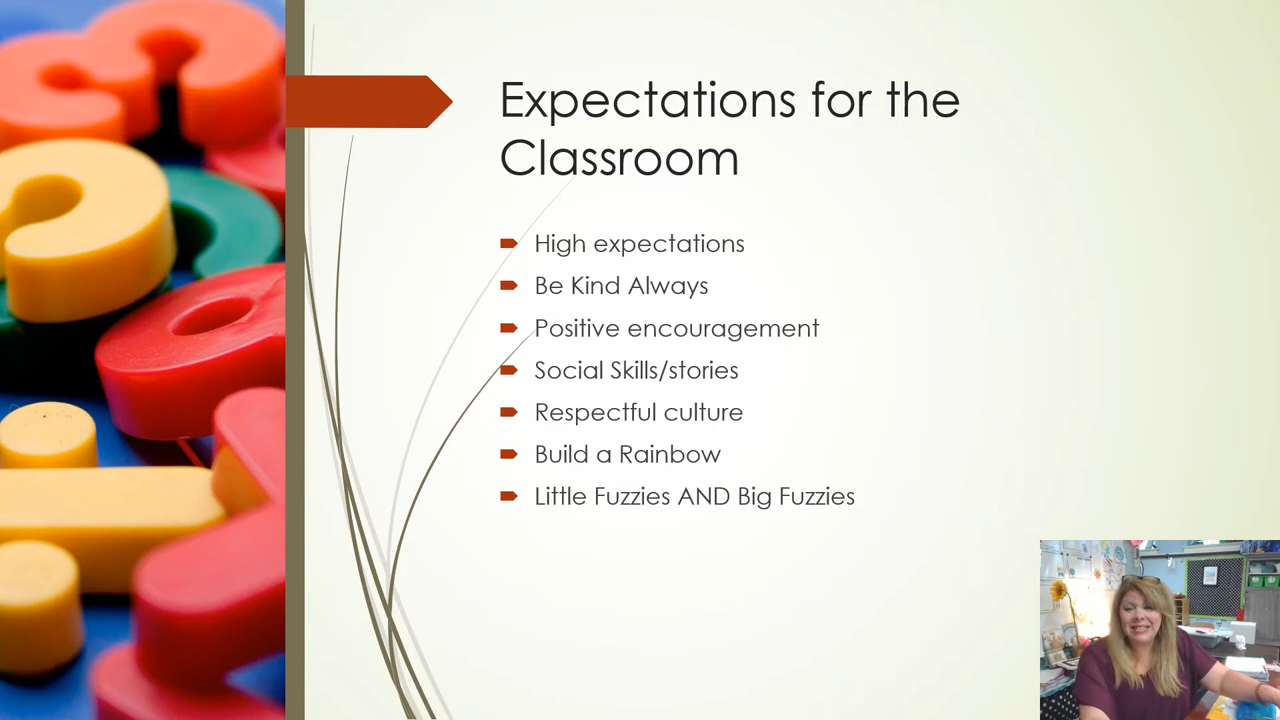 Expectations for the
Classroom
High expectations
Be Kind Always
Positive encouragement
Social Skills/stories
Respectful culture
Build a Rainbow
Little Fuzzies AND Big Fuzzies